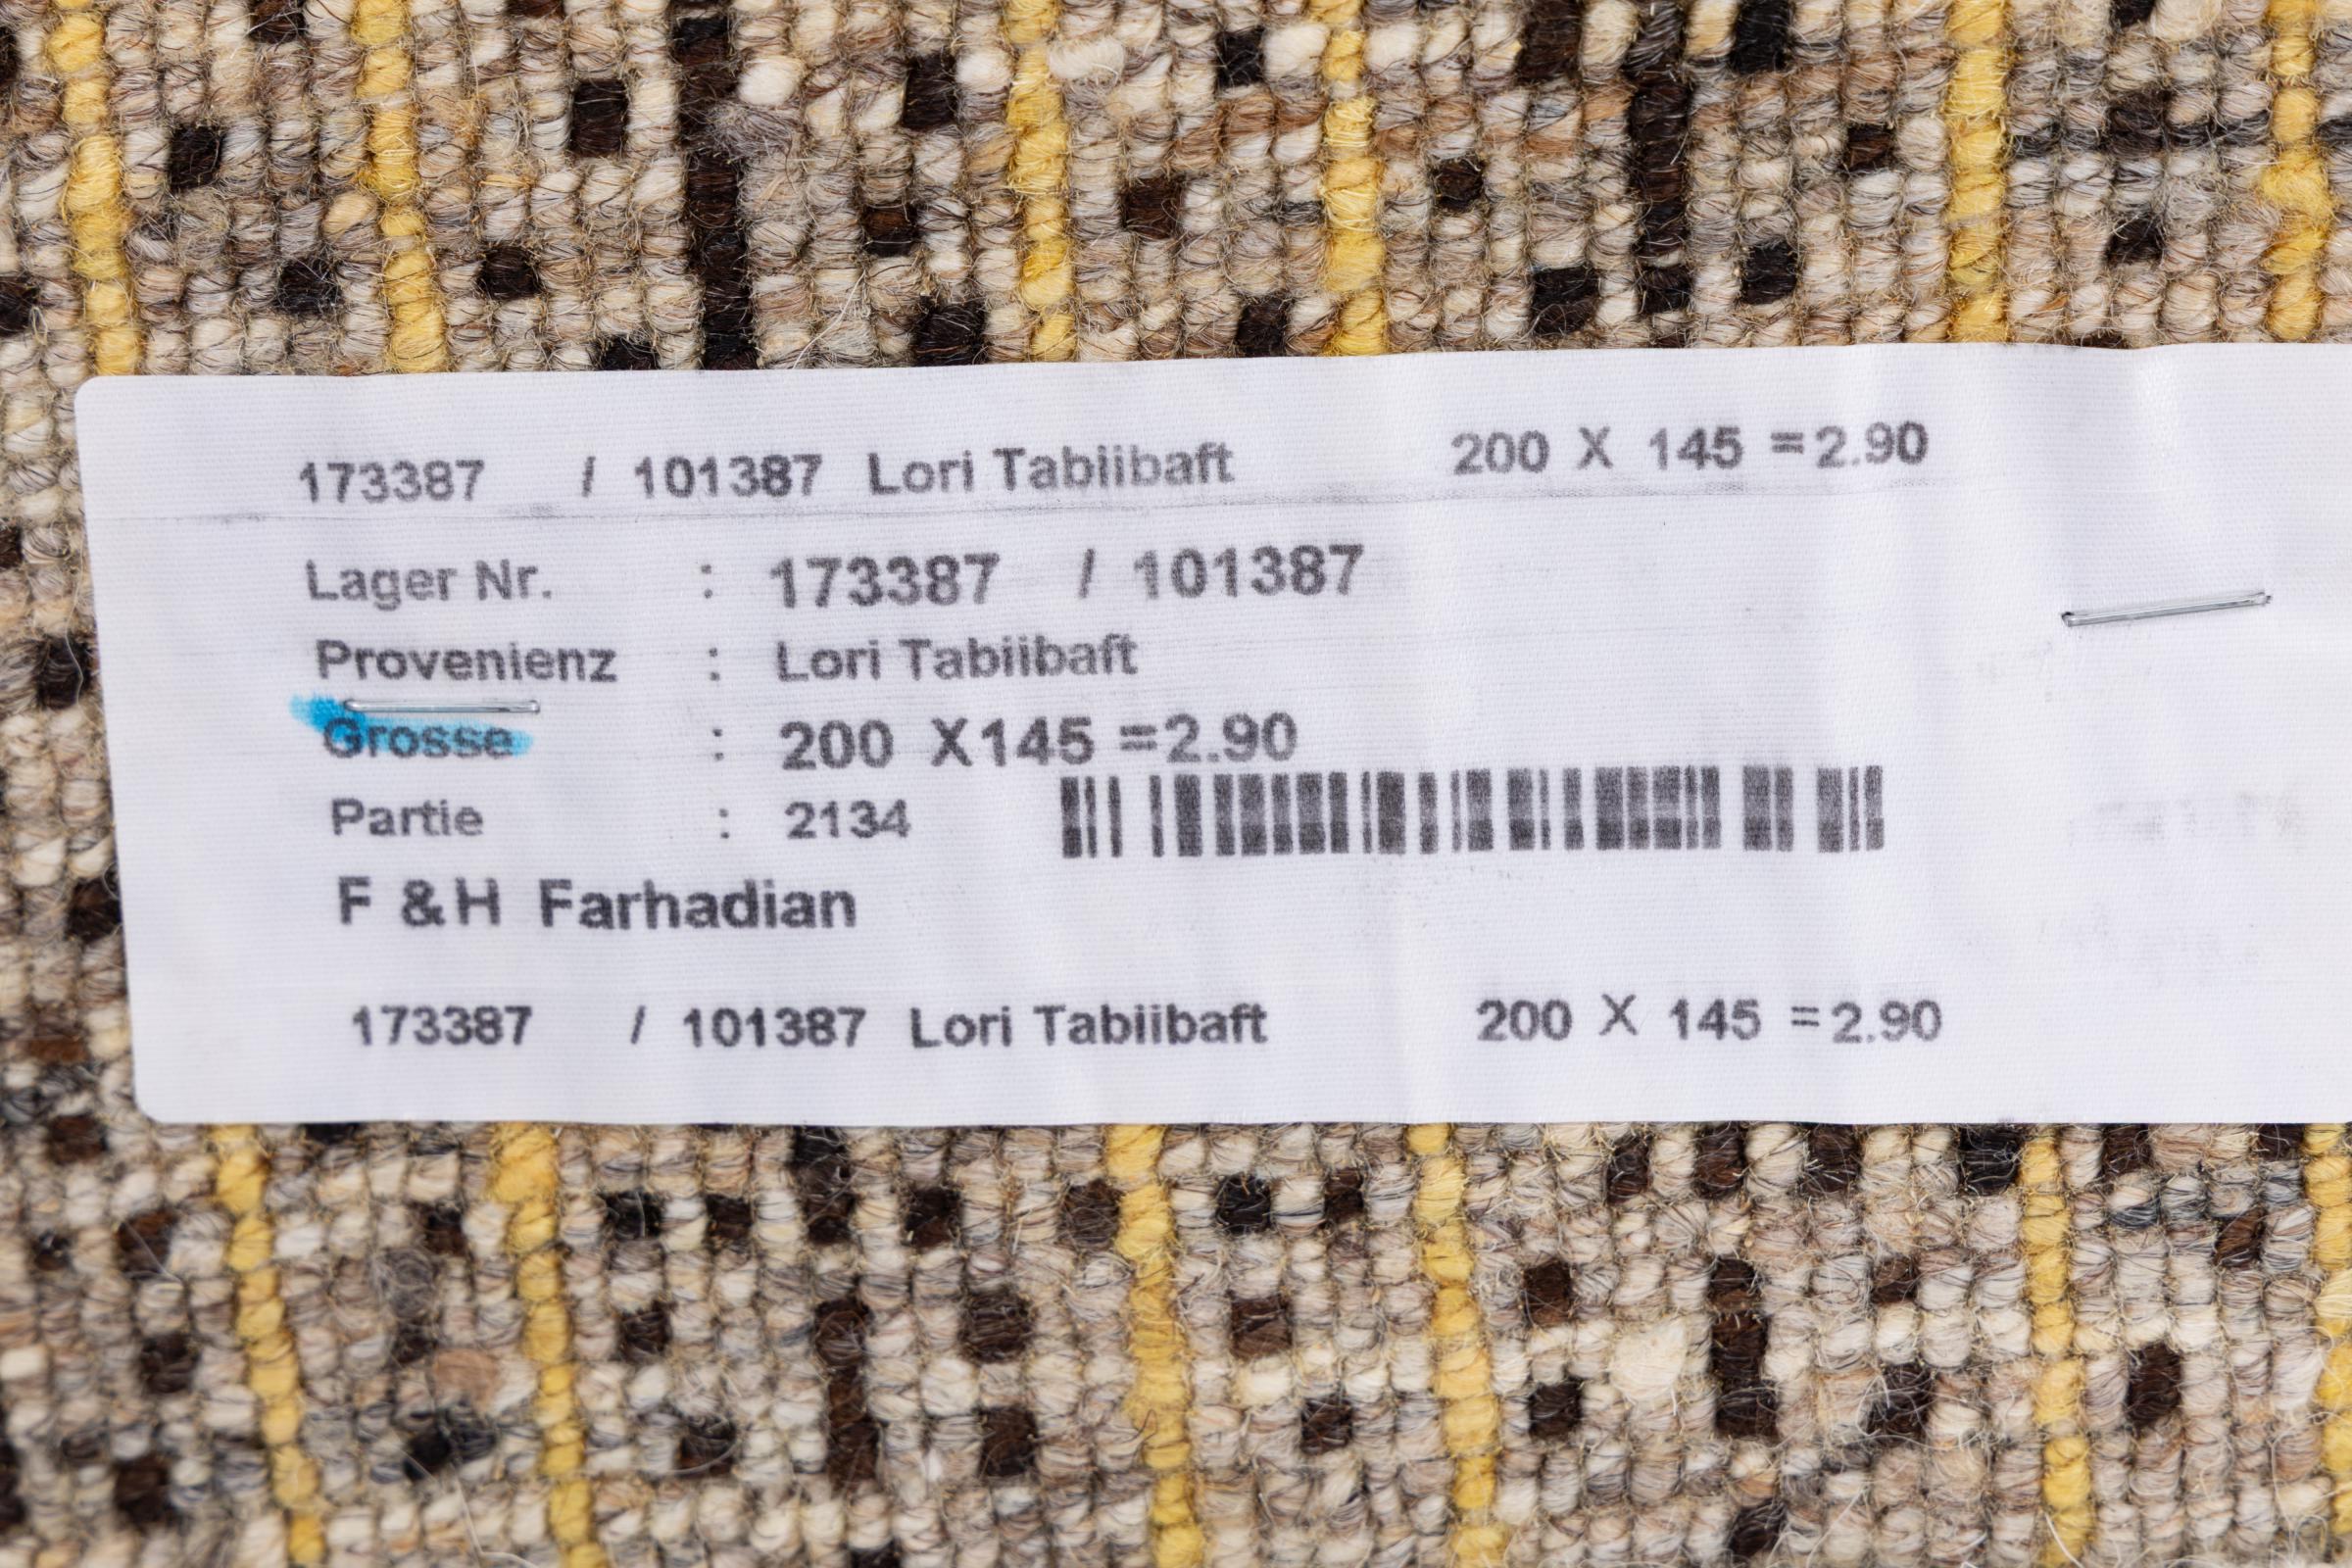 173387 / 101387 Lori Tabiibaft 200 X 145 =2.90
Lager Nr. : 173387 / 101387
Provenienz : Lori Tabiibaft
Grosse : 200 X145 =2.90
Partie : 2134
F &H Farhadian
173387 / 101387 Lori Tabiibaft 200 X 145 =2.90